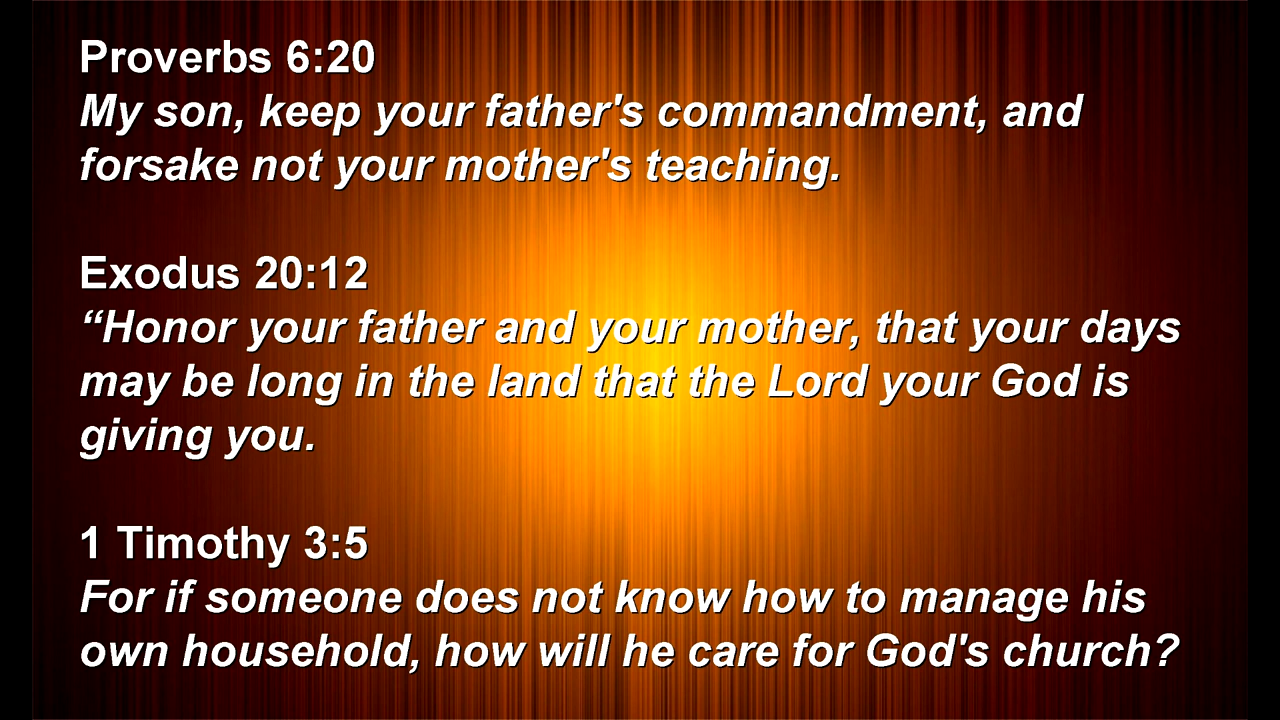 Proverbs 6:20
My son, keep your father's commandment, and
forsake not your mother's teaching.
Exodus 20:12
“Honor your father and your mother, that your days
may be long in the land that the Lord your God is
giving you.
1 Timothy 3:5
For if someone does not know how to manage his
own household, how will he care for God's church?